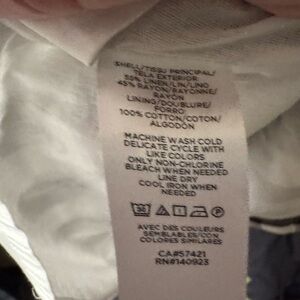 SHELL/TISSU PRINCIPAL/
TELA EXTERIOR
55% LINEN/LIN/LINO
45% RAYON/RAYONNE/
RAYON
LINING/DOUBLURE/
FORRO
100% COTTON/COTON/
ALGODÓN
MACHINE WASH COLD
DELICATE CYCLE WITH
LIKE COLORS
ONLY NON-CHLORINE
BLEACH WHEN NEEDED
LINE DRY
COOL IRON WHEN
NEEDED
AVEC DES COULEURS
SEMBLABLES/CON
COLORES SIMILARES
CA#57421
RN#140923